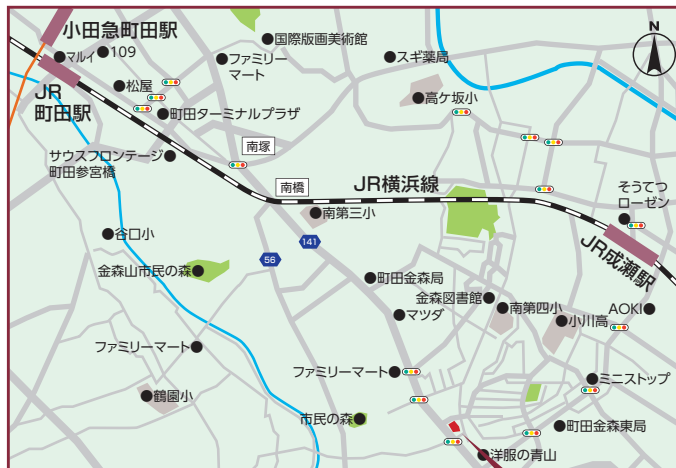 小田急町田駅
マルイ
109
JR
町田駅
松屋
町田ターミナルプラザ
国際版画美術館
ファミリー
マート
スギ薬局
高ケ坂小
N
サウスフロンテージ
町田参宮橋
南塚
南橋
JR横浜線
そうてつ
ローゼン
JR成瀬駅
南第三小
谷口小
141
56
金森山市民の森
町田金森局
金森図書館
マツダ
南第四小
小川高
AOKI
ファミリーマート
ファミリーマート
ミニストップ
鶴園小
市民の森
町田金森東局
洋服の青山